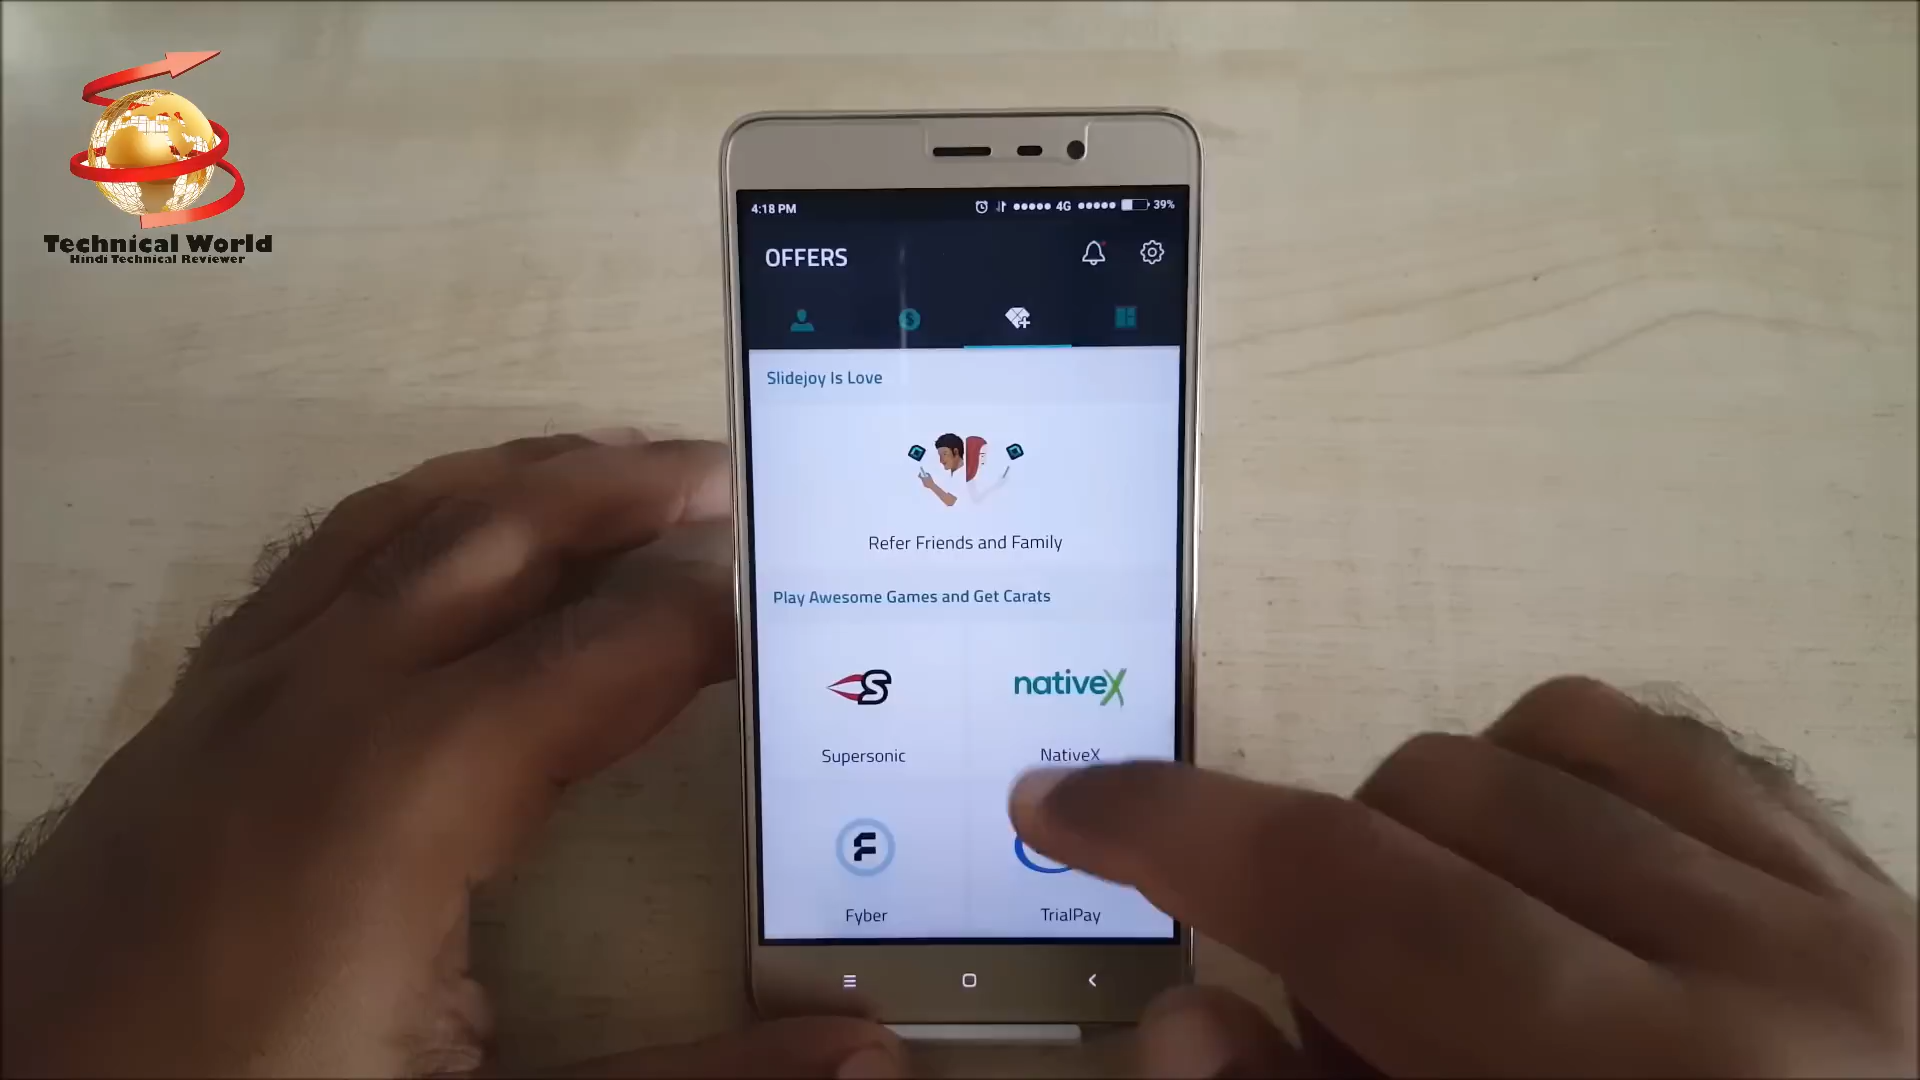 Technical World
Hindi Technical Reviewer
4:18 PM
4G
39%
OFFERS
Slidejoy Is Love
Refer Friends and Family
Play Awesome Games and Get Carats
S
nativeX
Supersonic
NativeX
F
Fyber
TrialPay